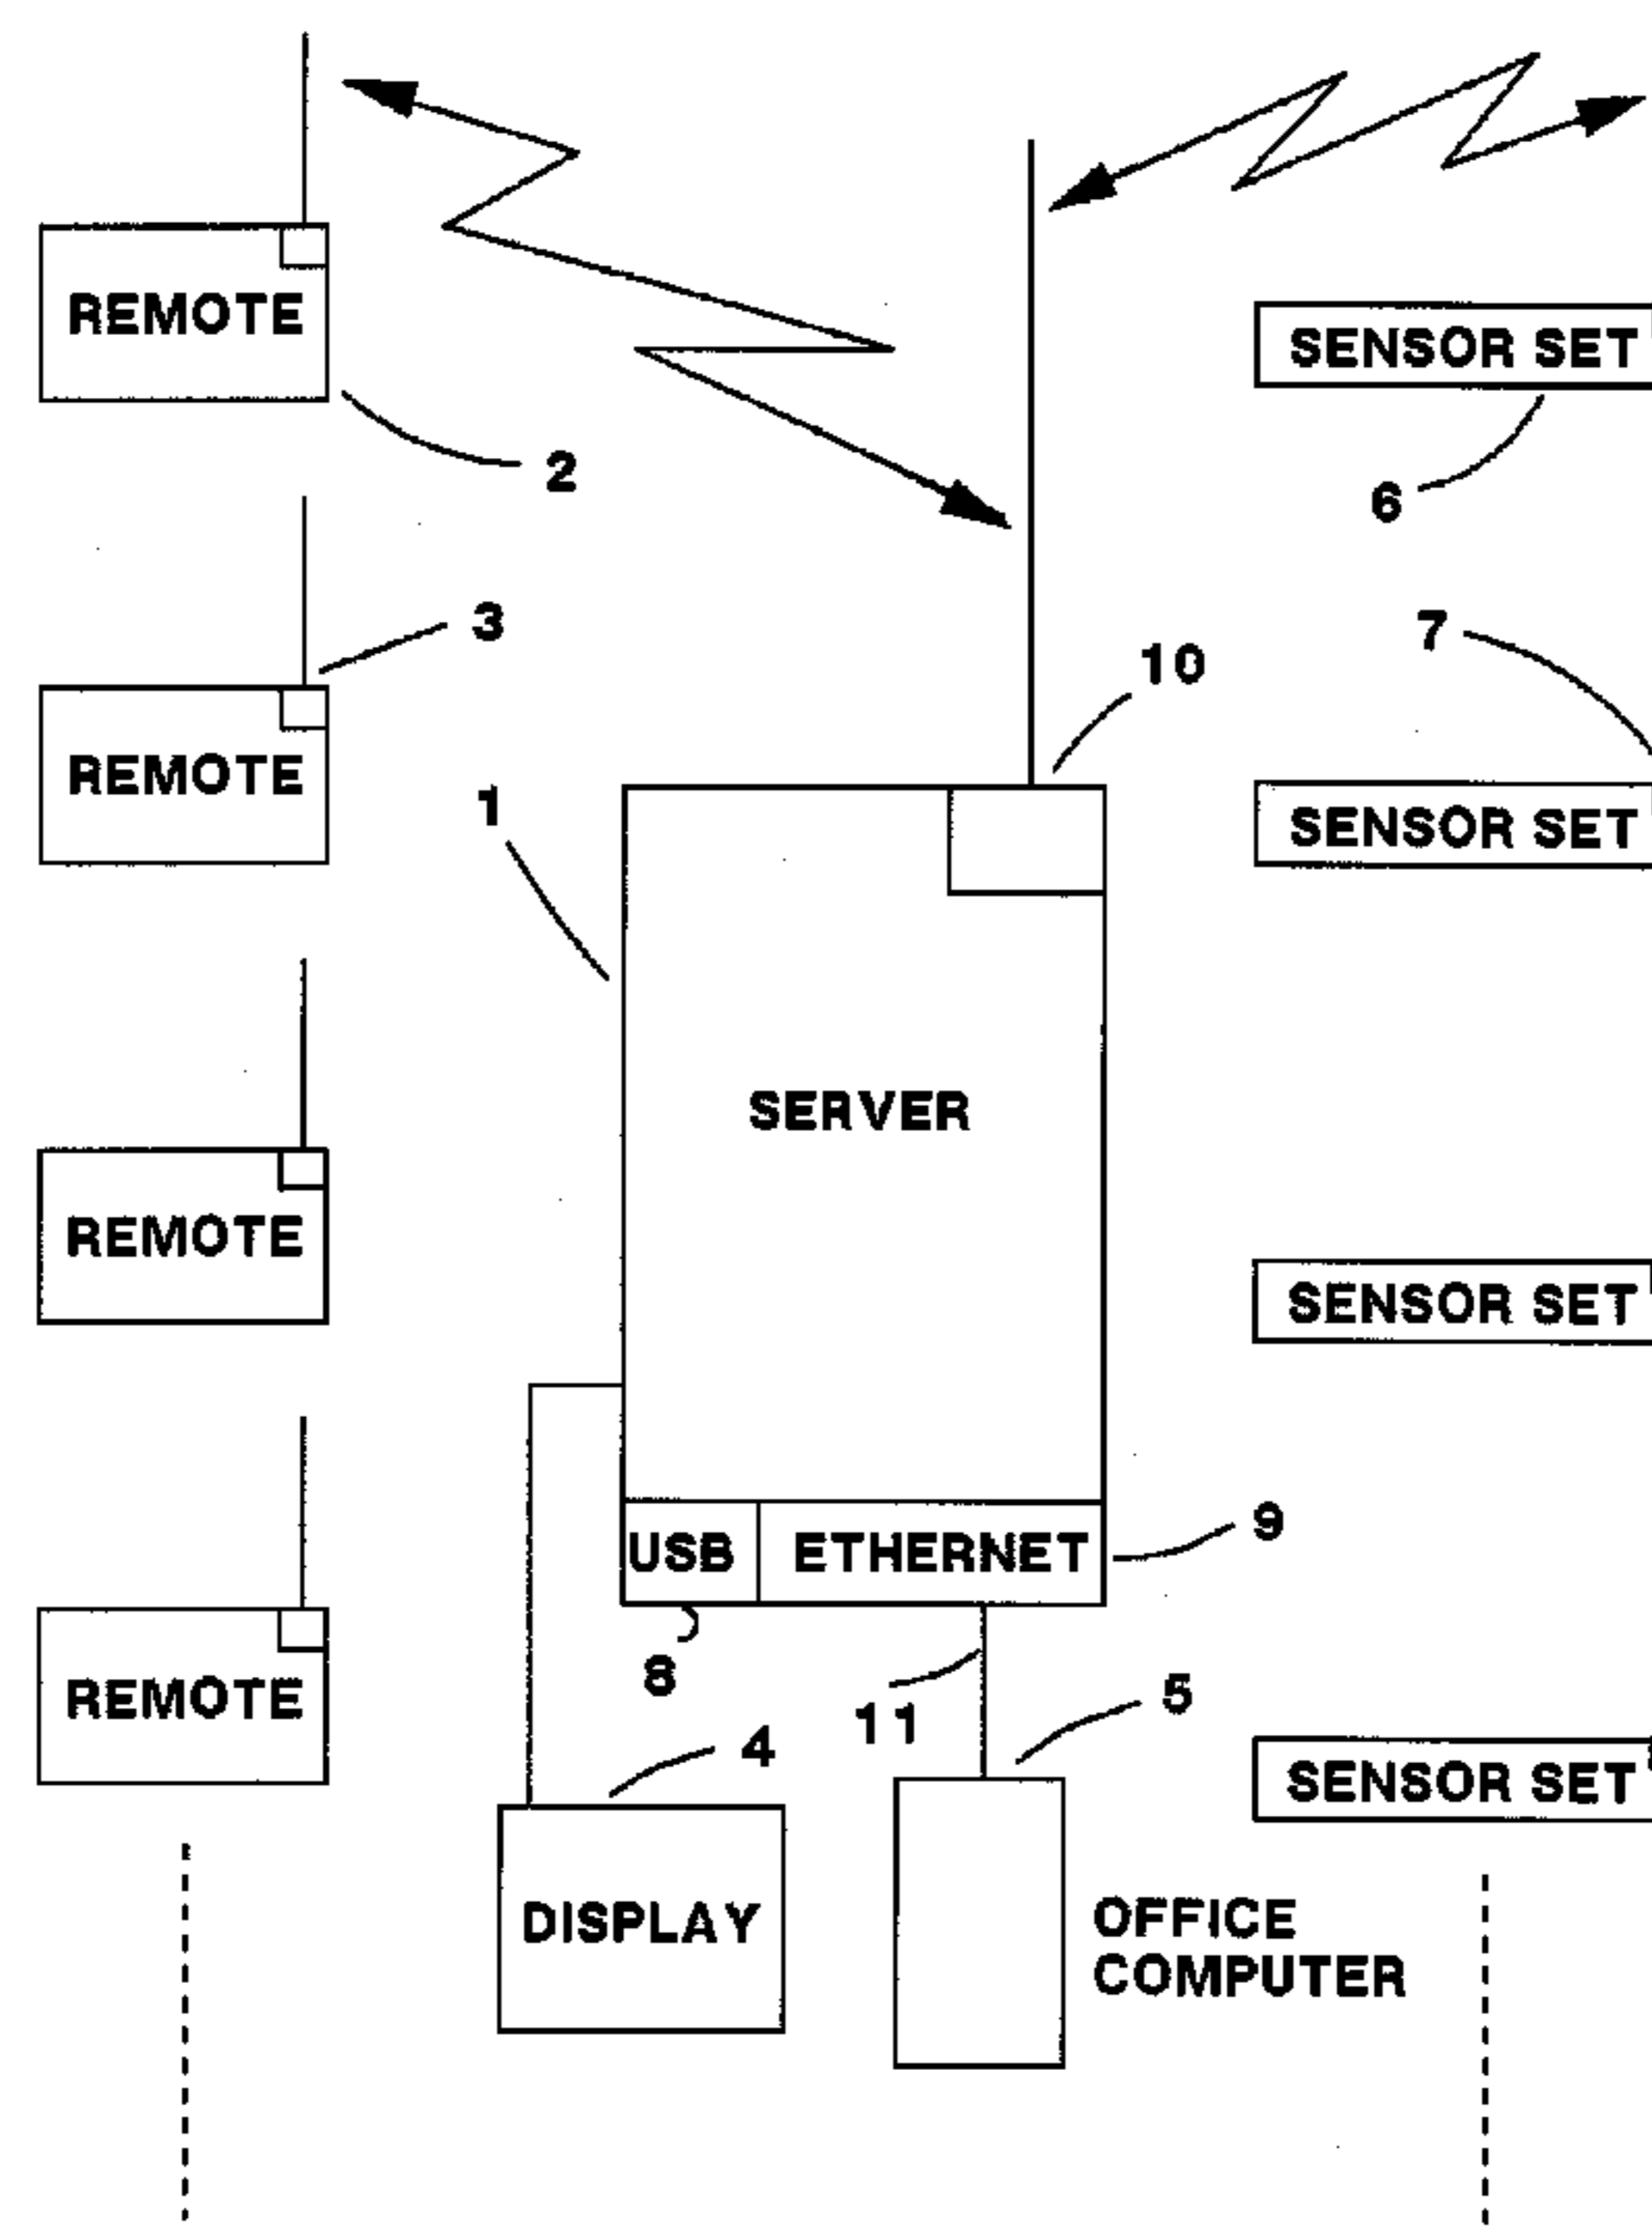 REMOTE
SENSOR SET
2
6
3
7
10
REMOTE
1
SENSOR SET
SERVER
REMOTE
SENSOR SET
9
USB
ETHERNET
8
REMOTE
11
5
4
SENSOR SET
DISPLAY
OFFICE
COMPUTER